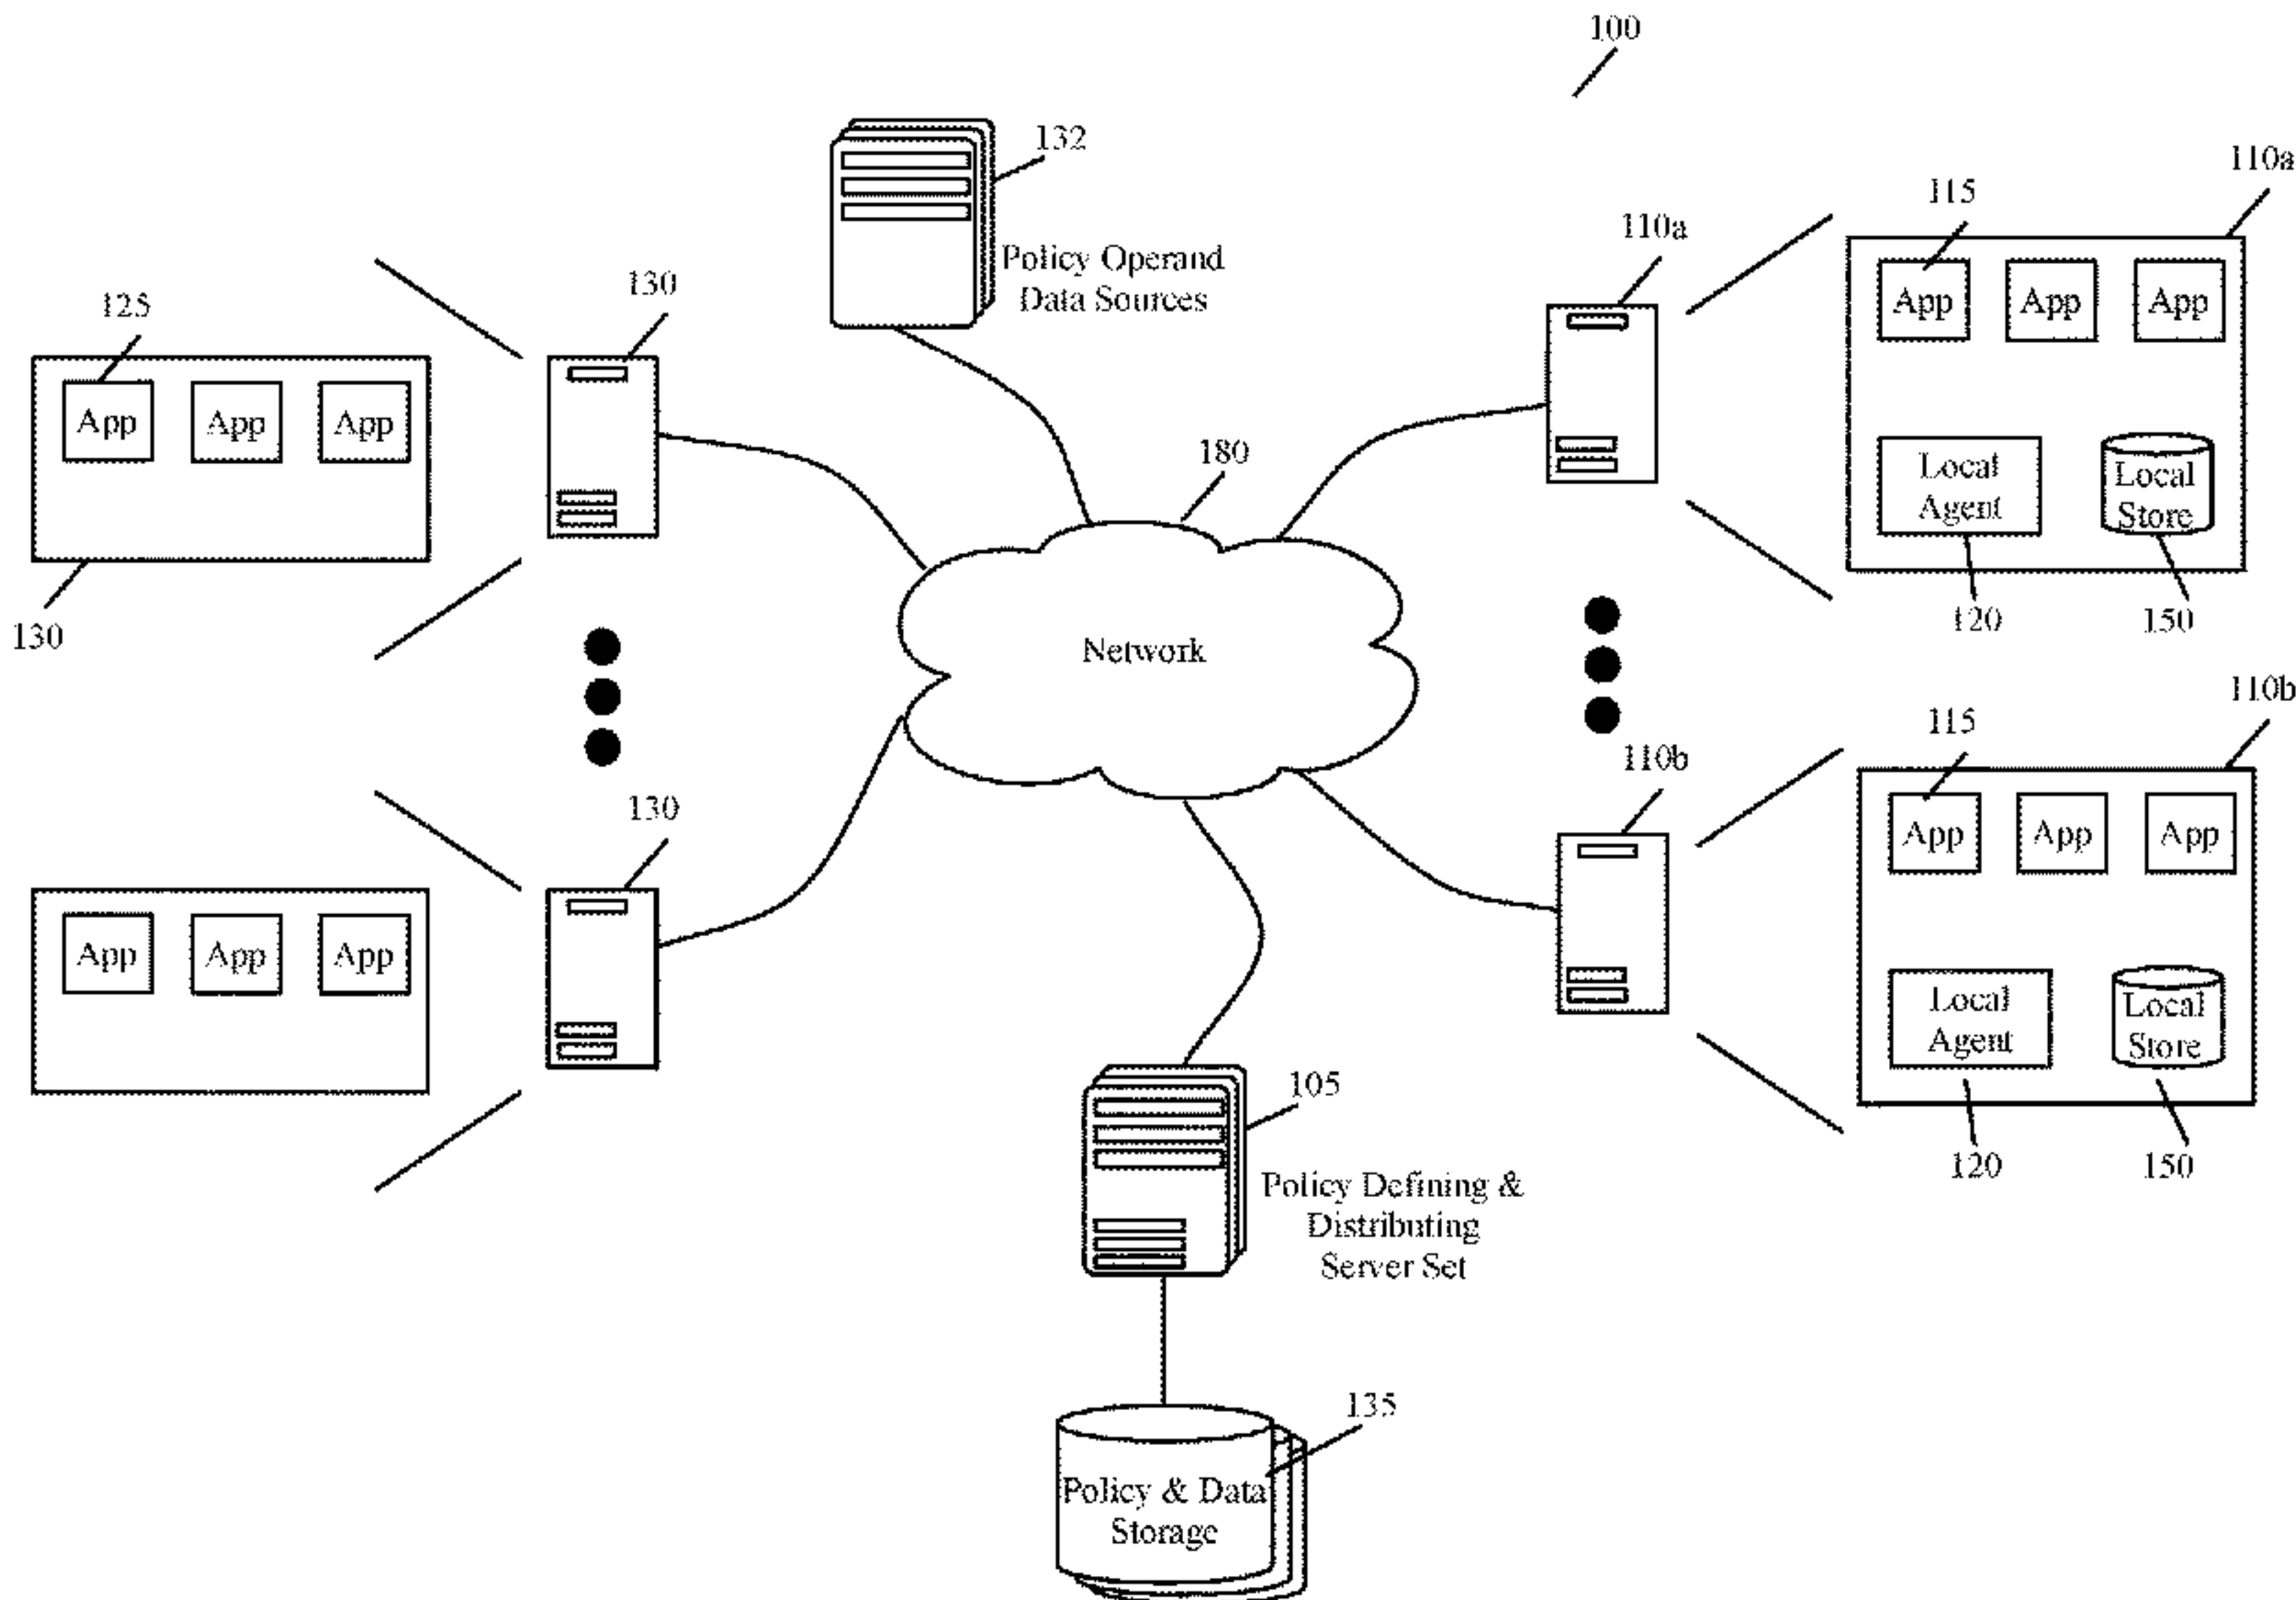 100
132
Policy Operand
Data Sources
110a
110a
115
App
App
App
Local
Agent
Local
Store
120
150
125
130
App
App
App
130
180
Network
110b
110b
115
App
App
App
Local
Agent
Local
Store
120
150
130
App
App
App
105
Policy Defining &
Distributing
Server Set
135
Policy & Data
Storage